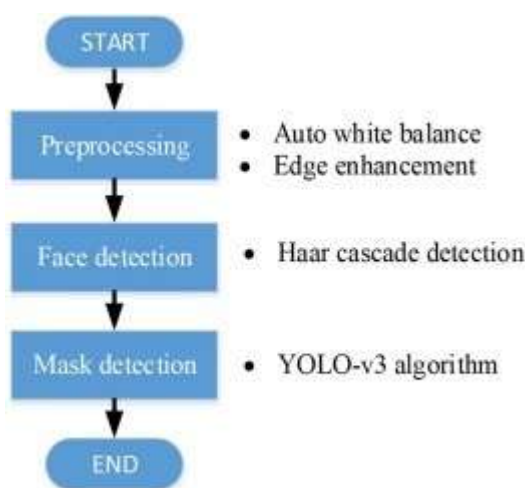 START
Preprocessing
• Auto white balance
• Edge enhancement
Face detection
• Haar cascade detection
Mask detection
• YOLO-v3 algorithm
END